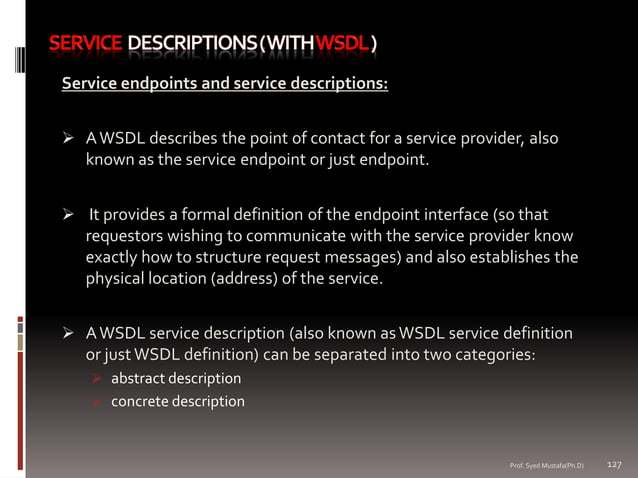 SERVICE DESCRIPTIONS(WITH WSDL)
Service endpoints and service descriptions:
A WSDL describes the point of contact for a service provider, also
known as the service endpoint or just endpoint.
It provides a formal definition of the endpoint interface (so that
requestors wishing to communicate with the service provider know
exactly how to structure request messages) and also establishes the
physical location (address) of the service.
A WSDL service description (also known as WSDL service definition
or just WSDL definition) can be separated into two categories:
abstract description
concrete description
Prof. Syed Mustafa(Ph.D) 127